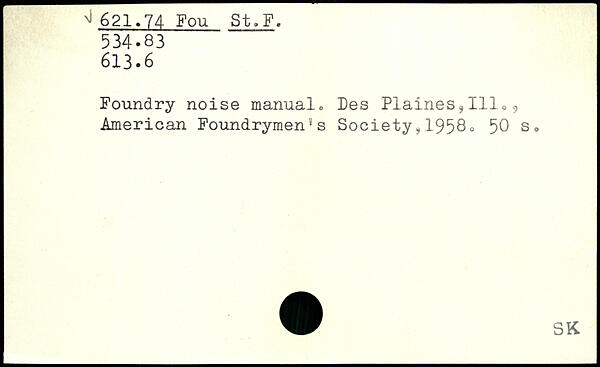 √ 621.74 Fou St.F.
534.83
613.6
Foundry noise manual. Des Plaines,Ill.,
American Foundrymen's Society,1958. 50 s.
SK